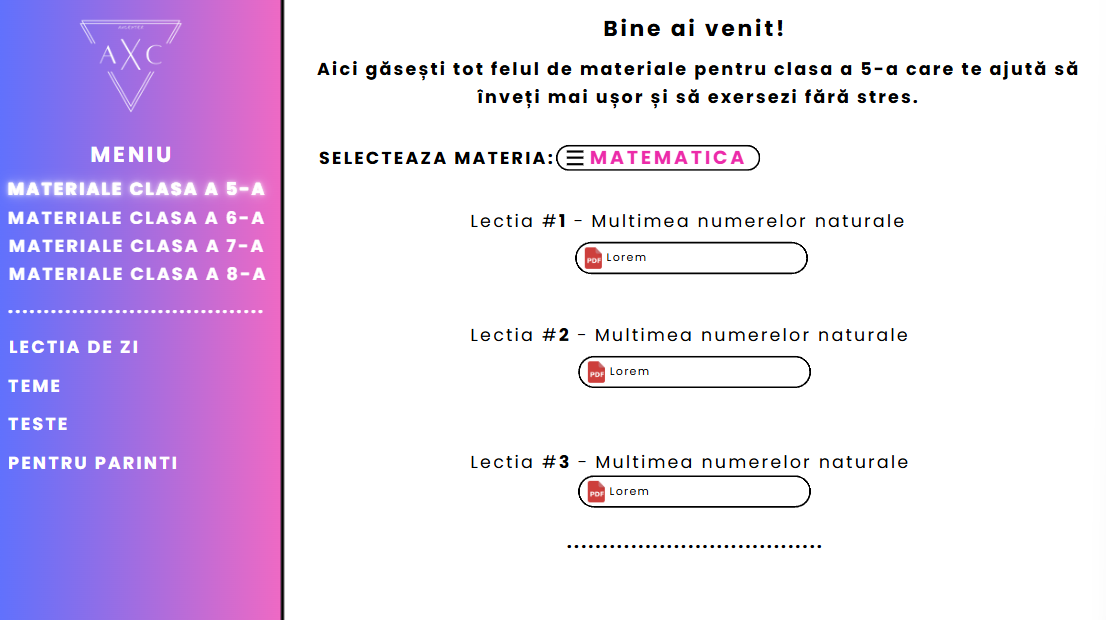 AXC
MENIU
MATERIALE CLASA A 5-A
MATERIALE CLASA A 6-A
MATERIALE CLASA A 7-A
MATERIALE CLASA A 8-A
LECTIA DE ZI
TEME
TESTE
PENTRU PARINTI
Bine ai venit!
Aici găsești tot felul de materiale pentru clasa a 5-a care te ajută să
înveți mai ușor și să exersezi fără stres.
SELECTEAZA MATERIA: MATEMATICA
Lectia #1 - Multimea numerelor naturale
PDF Lorem
Lectia #2 - Multimea numerelor naturale
PDF Lorem
Lectia #3 - Multimea numerelor naturale
PDF Lorem